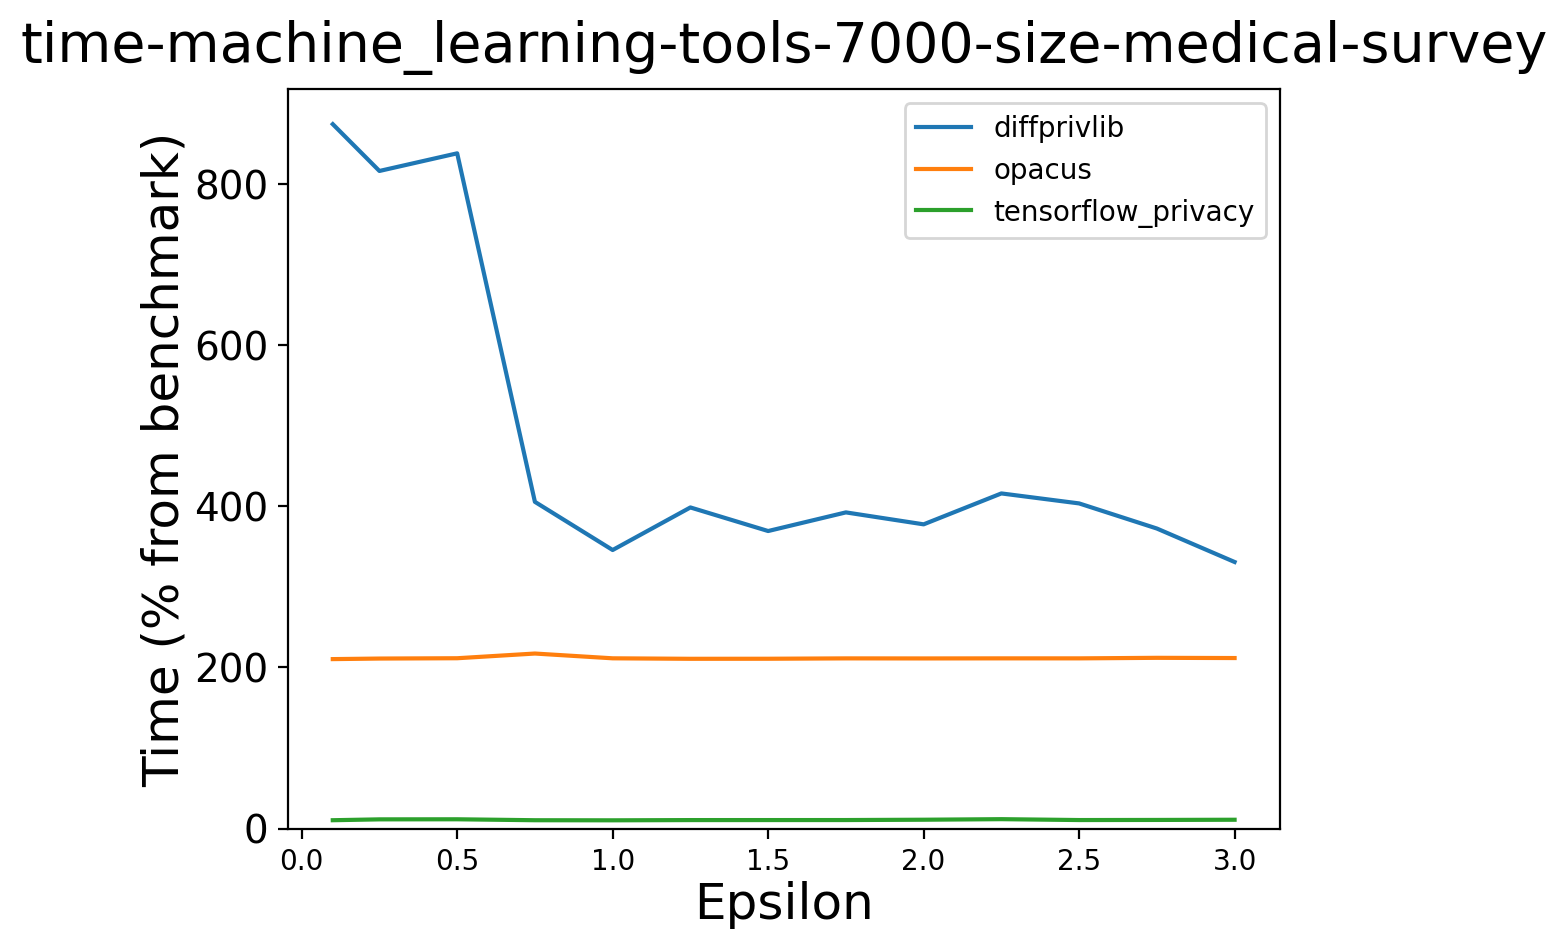 time-machine_learning-tools-7000-size-medical-survey
diffprivlib
opacus
tensorflow_privacy
Time (% from benchmark)
800
600
400
200
0
0.0 0.5 1.0 1.5 2.0 2.5 3.0
Epsilon